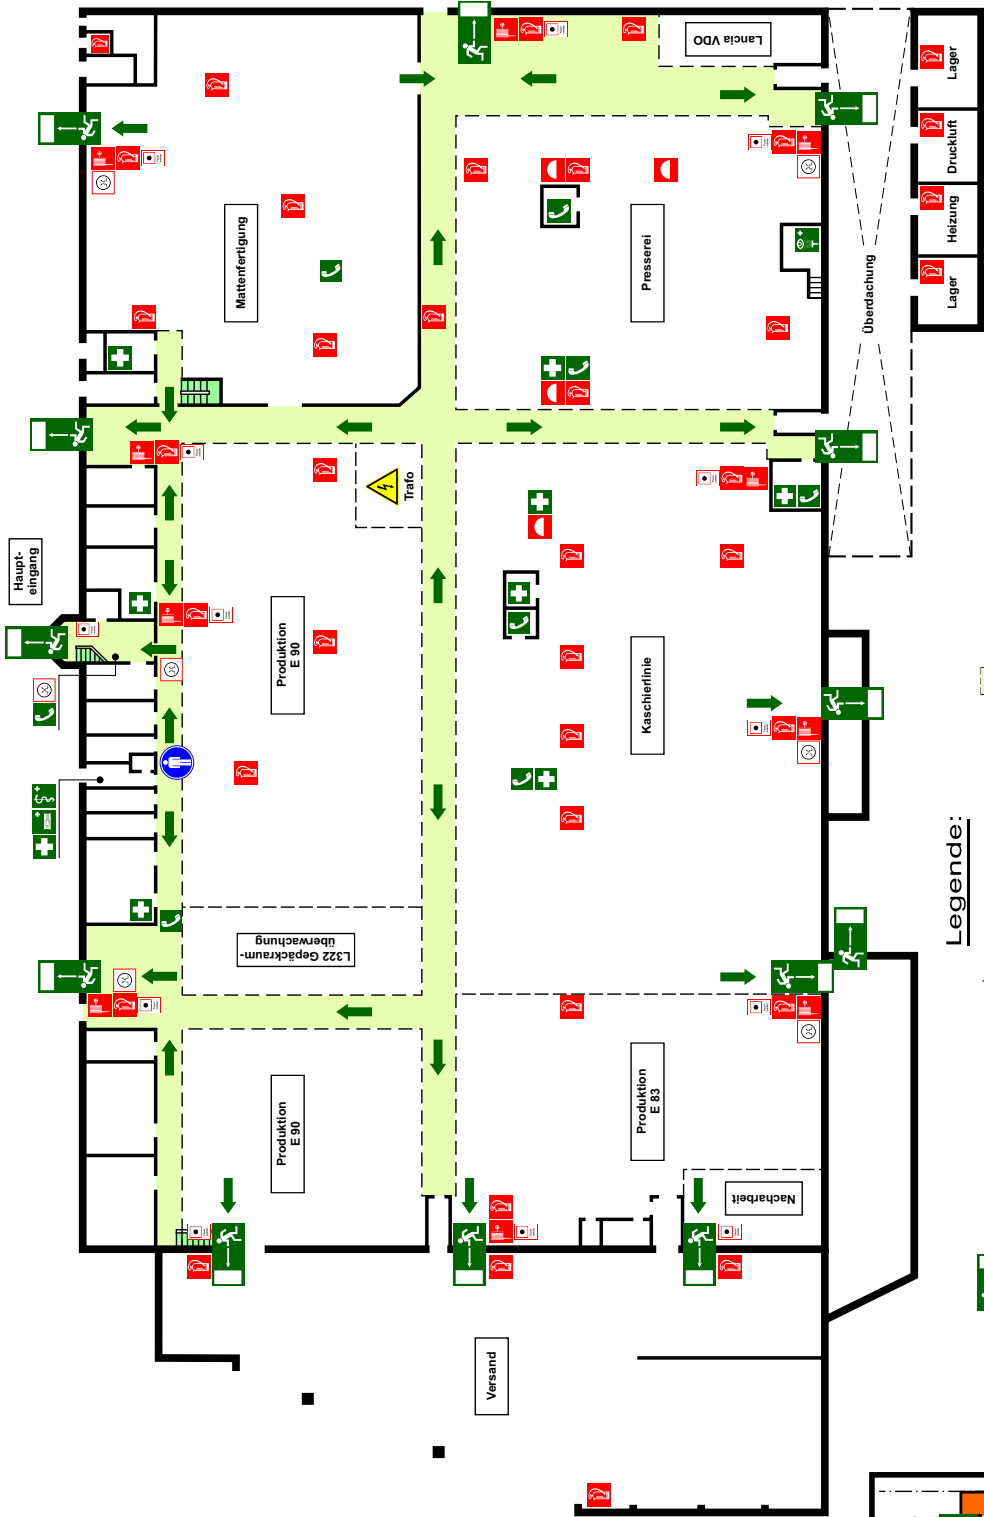 Lancia VDO
Lager
Druckluft
Heizung
Lager
Überdachung
Mattenfertigung
Presserei
Trafo
Haupt-
eingang
Produktion
E 90
Kaschierlinie
L322 Gepäckraum-
überwachung
Legende:
Produktion
E 90
Produktion
E 83
Nacharbeit
Versand